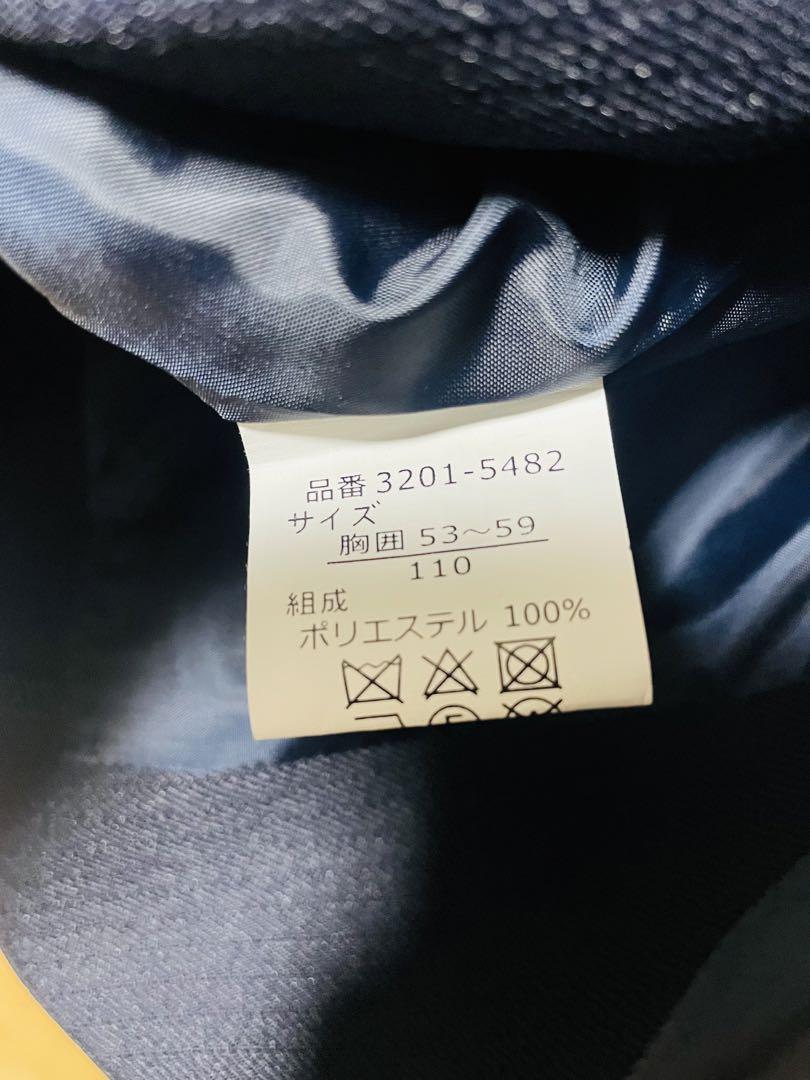 品番 3201-5482
サイズ
胸囲 53～59
110
組成
ポリエステル 100%